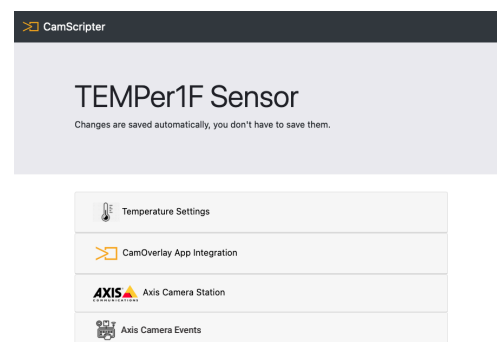 CamScripter
TEMPer1F Sensor
Changes are saved automatically, you don't have to save them.
Temperature Settings
CamOverlay App Integration
AXIS
COMMUNICATIONS
Axis Camera Station
Axis Camera Events